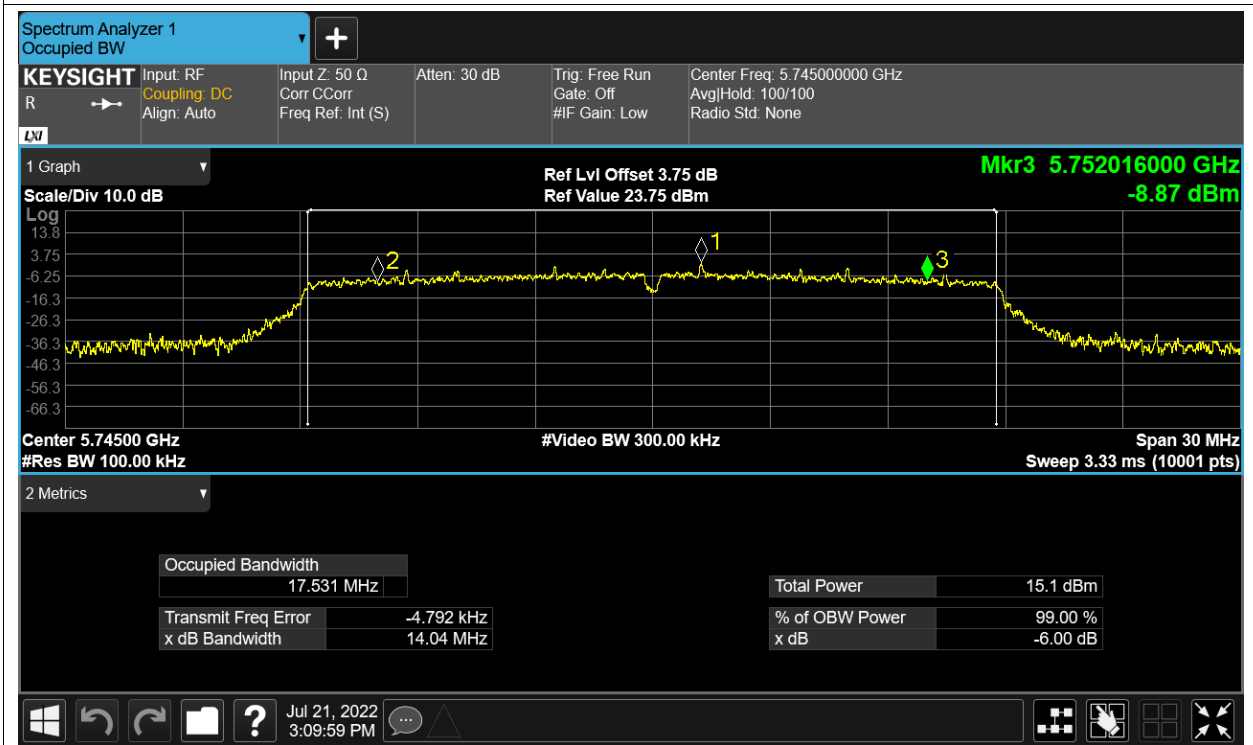 Spectrum Analyzer 1
Occupied BW
KEYSIGHT
R
LXI
Input: RF
Coupling: DC
Align: Auto
Input Z: 50 Ω
Corr CCorr
Freq Ref: Int (S)
Atten: 30 dB
Trig: Free Run
Gate: Off
#IF Gain: Low
Center Freq: 5.745000000 GHz
Avg|Hold: 100/100
Radio Std: None
1 Graph
Scale/Div 10.0 dB
Ref Lvl Offset 3.75 dB
Ref Value 23.75 dBm
Mkr3 5.752016000 GHz
-8.87 dBm
Log
13.8
3.75
-6.25
-16.3
-26.3
-36.3
-46.3
-56.3
-66.3
1
2
3
Center 5.74500 GHz
#Res BW 100.00 kHz
#Video BW 300.00 kHz
Span 30 MHz
Sweep 3.33 ms (10001 pts)
2 Metrics
Occupied Bandwidth
17.531 MHz
Transmit Freq Error -4.792 kHz
x dB Bandwidth 14.04 MHz
Total Power 15.1 dBm
% of OBW Power 99.00 %
x dB -6.00 dB
?
Jul 21, 2022
3:09:59 PM